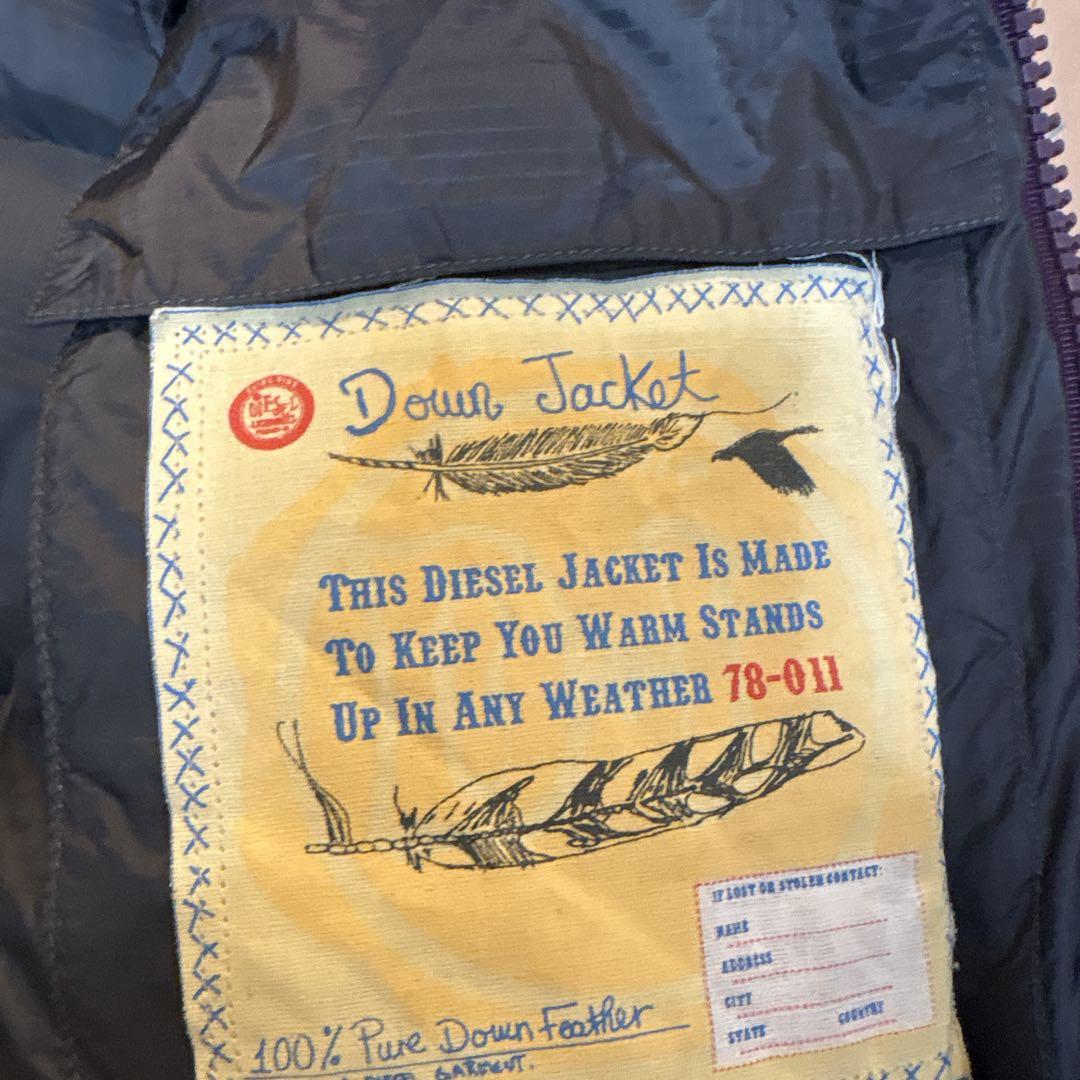 DIESEL
Down Jacket
THIS DIESEL JACKET IS MADE
TO KEEP YOU WARM STANDS
UP IN ANY WEATHER 78-011
IF LOST OR STOLEN CONTACT:
NAME
ADDRESS
CITY
STATE COUNTRY
100% Pure Down Feather
GARMENT.